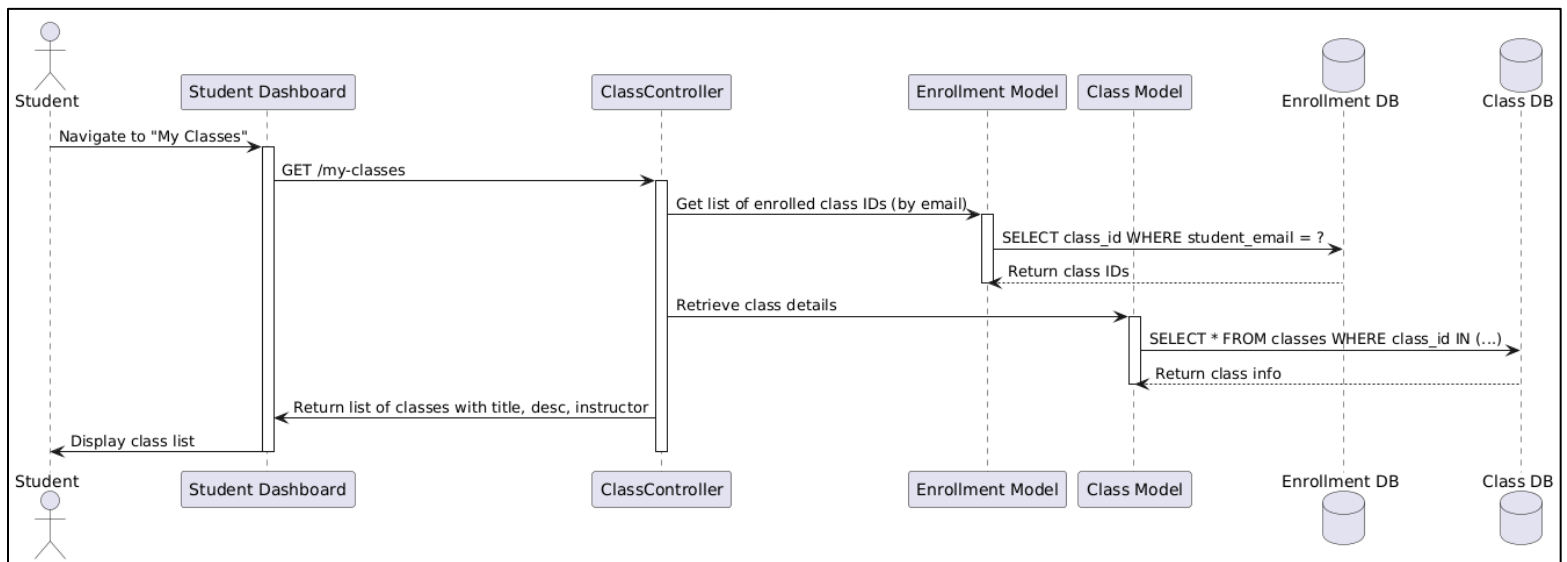 Student
Student Dashboard
ClassController
Enrollment Model
Class Model
Enrollment DB
Class DB
Navigate to "My Classes"
GET /my-classes
Get list of enrolled class IDs (by email)
SELECT class_id WHERE student_email = ?
Return class IDs
Retrieve class details
SELECT * FROM classes WHERE class_id IN (...)
Return class info
Return list of classes with title, desc, instructor
Display class list
Student
Student Dashboard
ClassController
Enrollment Model
Class Model
Enrollment DB
Class DB